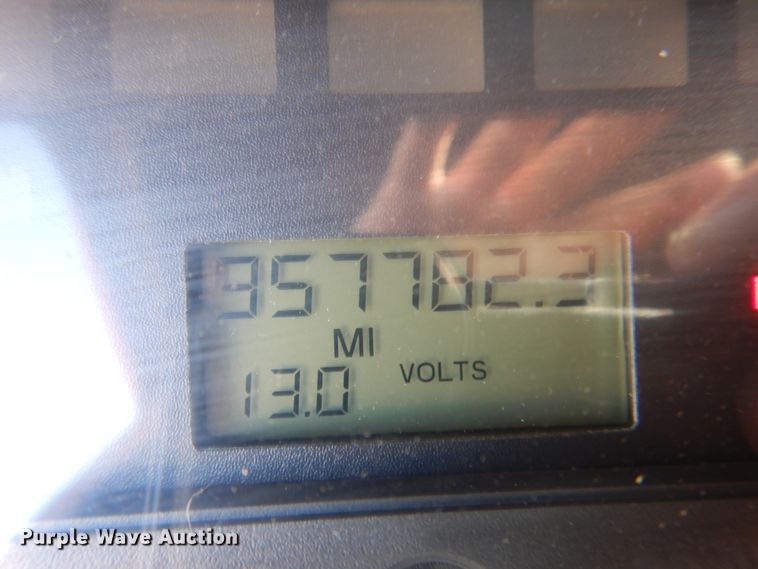 357782.3
MI
13.0 VOLTS
Purple Wave Auction